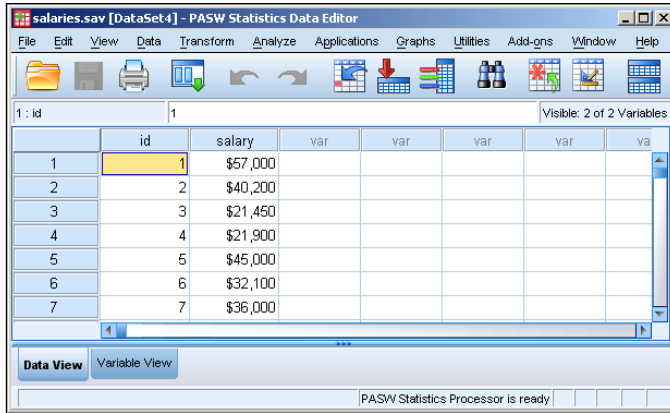 salaries.sav [DataSet4] - PASW Statistics Data Editor
File Edit View Data Transform Analyze Applications Graphs Utilities Add-ons Window Help
1 : id 1 Visible: 2 of 2 Variables
id salary var var var var va
1 1 $57,000
2 2 $40,200
3 3 $21,450
4 4 $21,900
5 5 $45,000
6 6 $32,100
7 7 $36,000
Data View Variable View
PASW Statistics Processor is ready